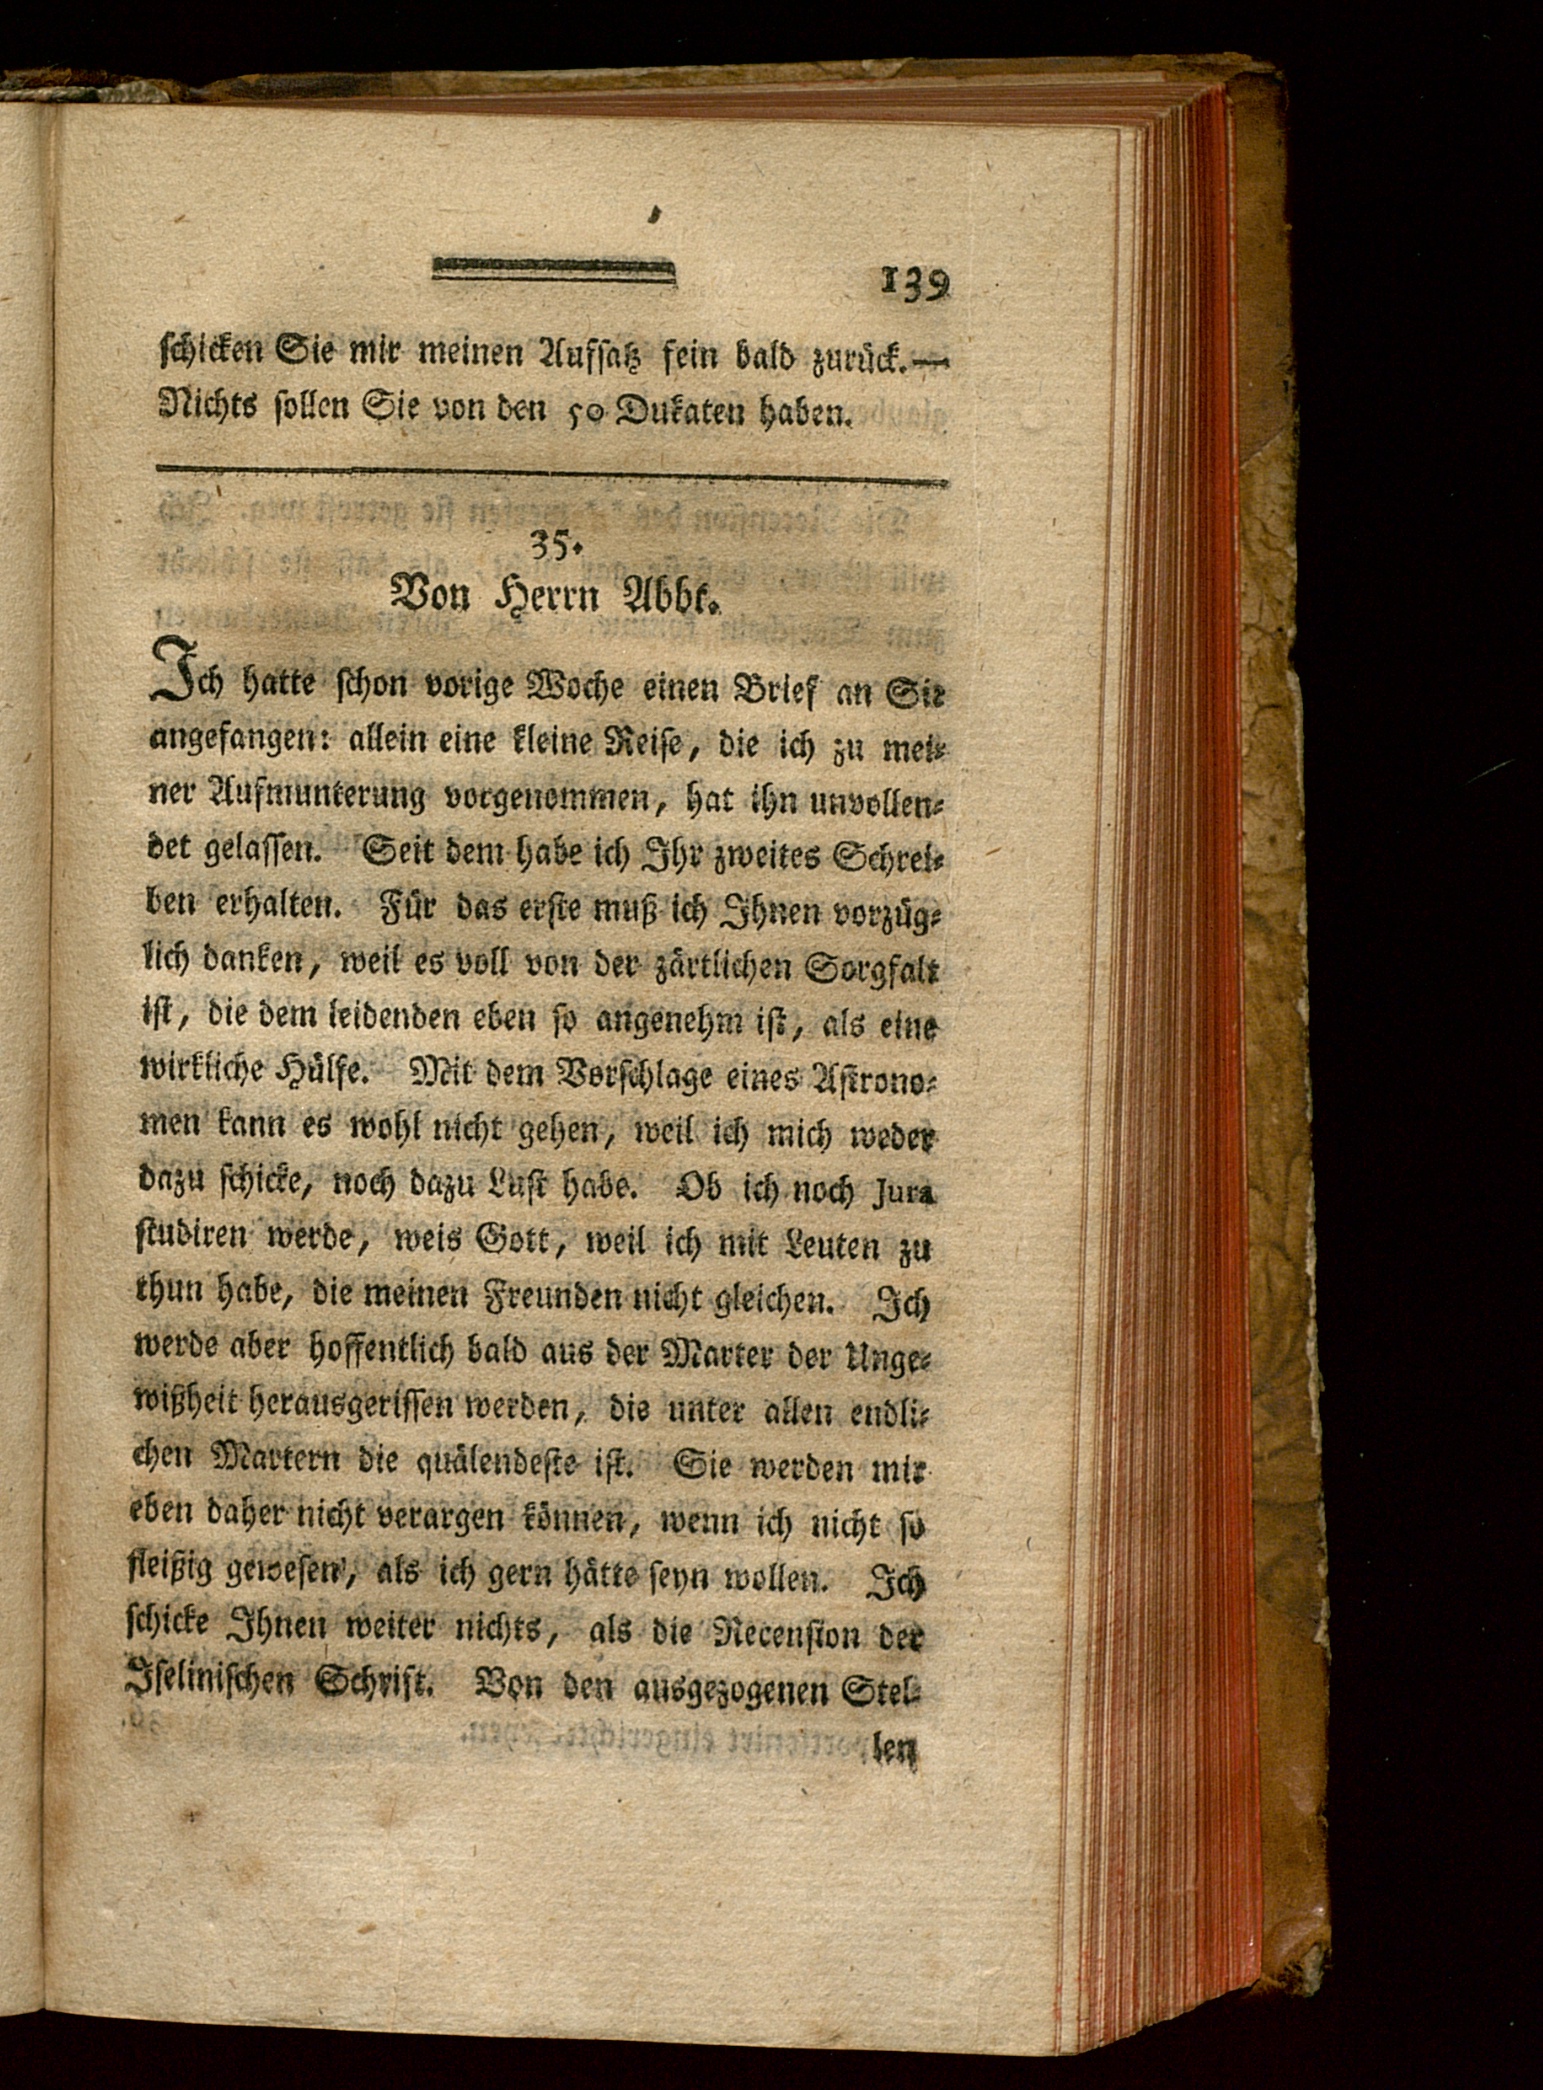 139
schicken Sie mir meinen Aufsatz fein bald zurück.—
Nichts sollen Sie von den 50 Dukaten haben.
35.
Von Herrn Abbt.
Ich hatte schon vorige Woche einen Brief an Sie
angefangen: allein eine kleine Reise, die ich zu mei-
ner Aufmunterung vorgenommen, hat ihn unvollen-
det gelassen. Seit dem habe ich Ihr zweites Schrei-
ben erhalten. Für das erste muß ich Ihnen vorzüg-
lich danken, weil es voll von der zärtlichen Sorgfalt
ist, die dem leidenden eben so angenehm ist, als eine
wirkliche Hülfe. Mit dem Vorschlage eines Astrono-
men kann es wohl nicht gehen, weil ich mich weder
dazu schicke, noch dazu Lust habe. Ob ich noch Jura
studiren werde, weis Gott, weil ich mit Leuten zu
thun habe, die meinen Freunden nicht gleichen. Ich
werde aber hoffentlich bald aus der Marter der Unge-
wißheit herausgerissen werden, die unter allen endli-
chen Martern die quälendeste ist. Sie werden mir
eben daher nicht verargen können, wenn ich nicht so
fleißig gewesen, als ich gern hätte seyn wollen. Ich
schicke Ihnen weiter nichts, als die Recension der
Iselinischen Schrift. Von den ausgezogenen Stel-
len